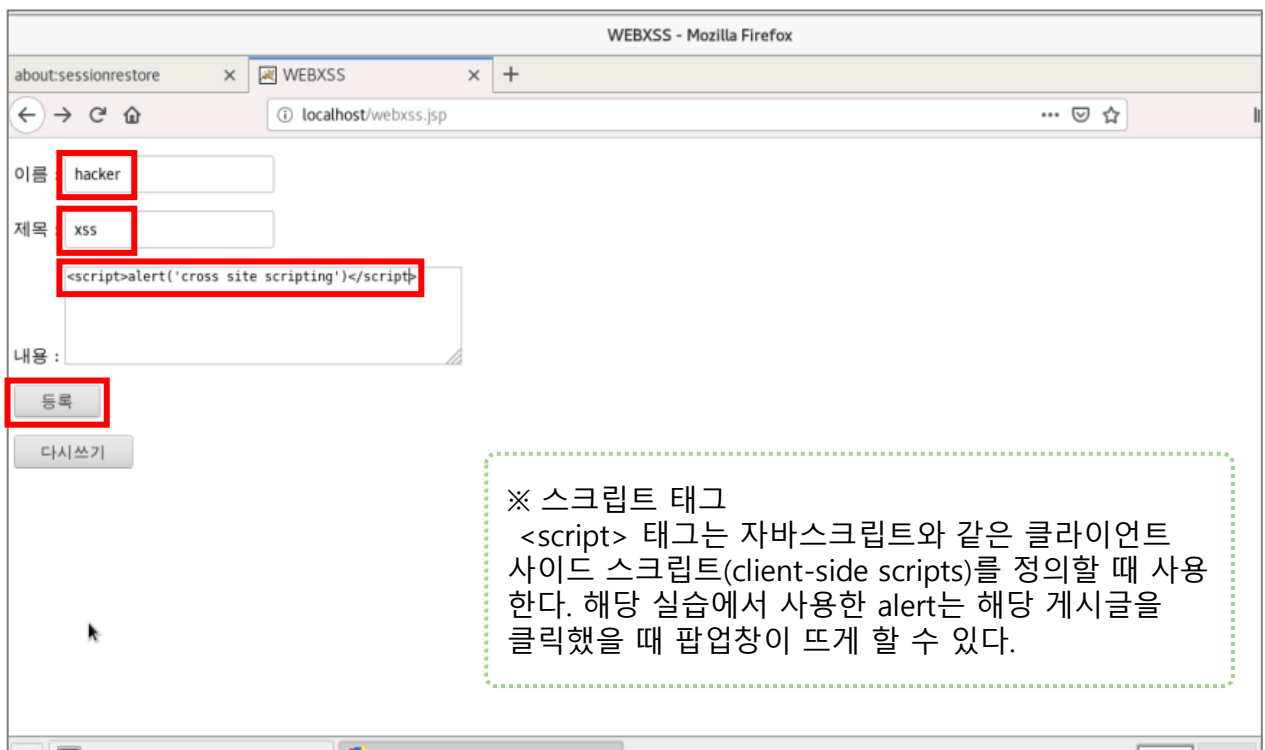 WEBXSS - Mozilla Firefox
about:sessionrestore × WEBXSS × +
localhost/webxss.jsp
이름 : hacker
제목 : xss
<script>alert('cross site scripting')</script>
내용 :
등록
다시쓰기
※ 스크립트 태그
<script> 태그는 자바스크립트와 같은 클라이언트
사이드 스크립트(client-side scripts)를 정의할 때 사용
한다. 해당 실습에서 사용한 alert는 해당 게시글을
클릭했을 때 팝업창이 뜨게 할 수 있다.